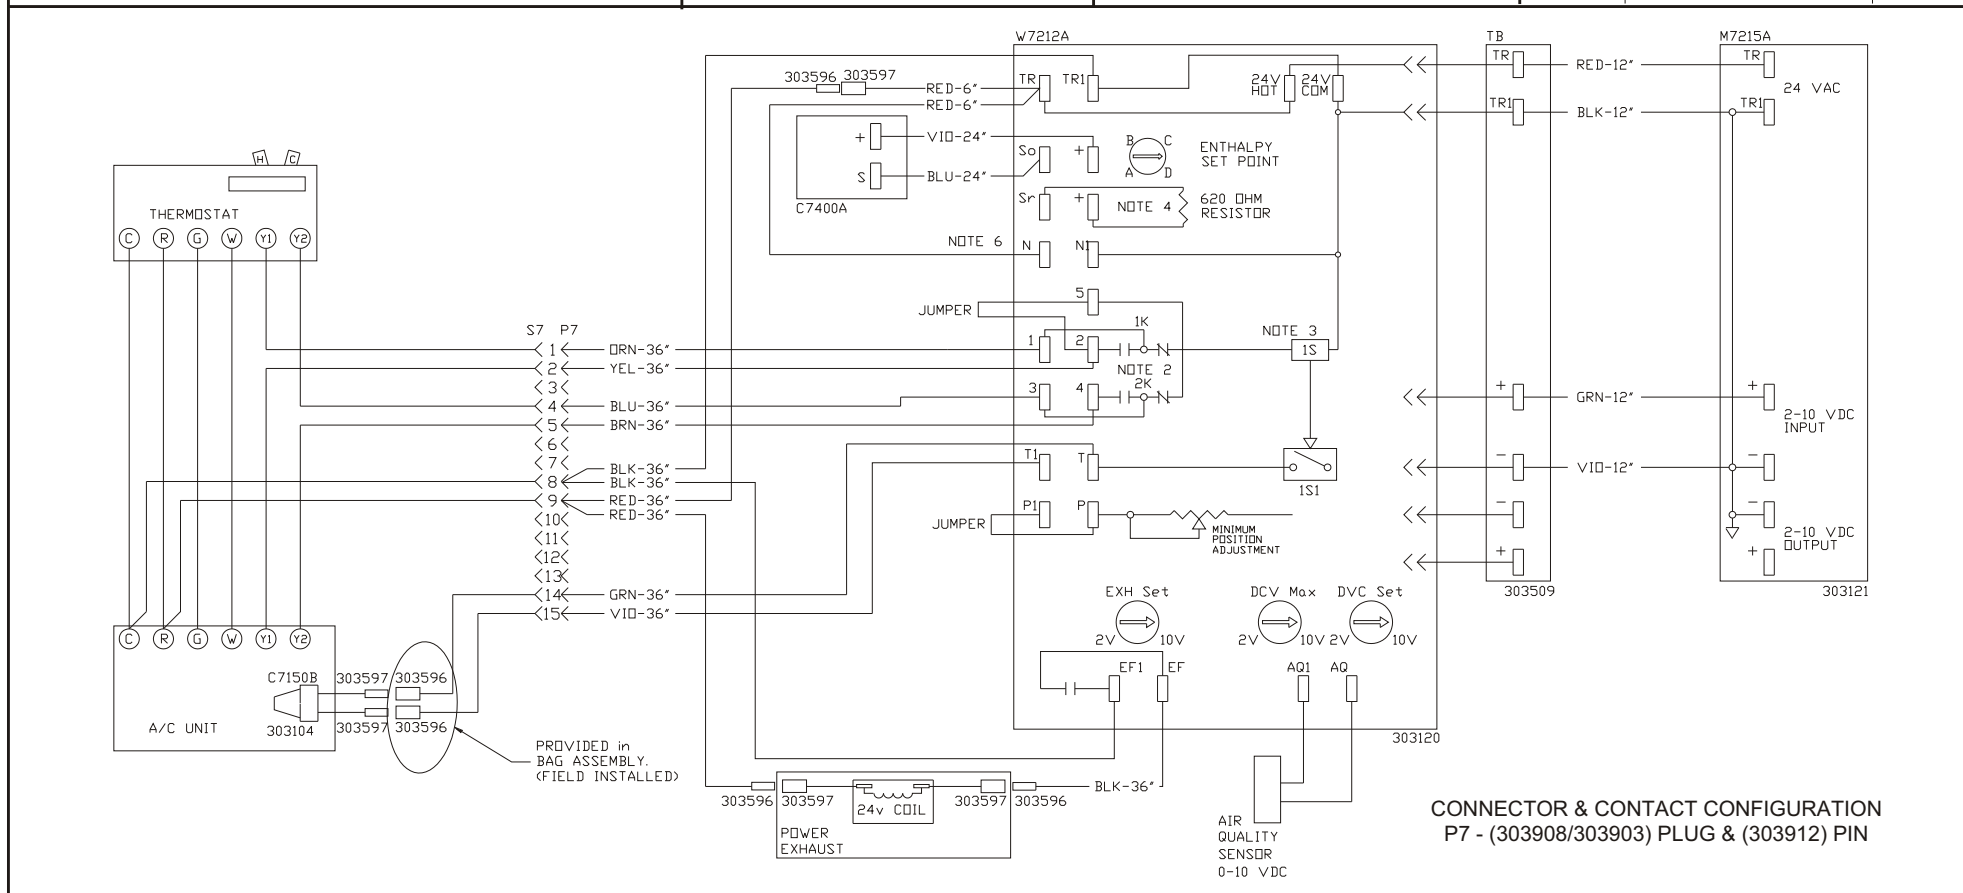 W7212A
TB
M7215A
303596 303597
RED-6″
RED-6″
TR
TR1
24V HOT
24V COM
TR
RED-12″
TR
24 VAC
TR1
BLK-12″
TR1
+
VIO-24″
S
BLU-24″
C7400A
So
+
B C
A D
ENTHALPY
SET POINT
Sr
+
NOTE 4
620 OHM
RESISTOR
NOTE 6
N
N1
H C
THERMOSTAT
C R G W Y1 Y2
JUMPER
5
1K
S7 P7
1 ORN-36″
1
2
NOTE 3
1S
2 YEL-36″
NOTE 2
3
2K
4 BLU-36″
3
4
5 BRN-36″
6
7
BLK-36″
8 BLK-36″
9 RED-36″
RED-36″
10
11
12
13
14 GRN-36″
15 VIO-36″
T1
T
1S1
JUMPER
P1
P
MINIMUM
POSITION
ADJUSTMENT
+
GRN-12″
+
2-10 VDC
INPUT
-
VIO-12″
-
-
-
2-10 VDC
OUTPUT
+
+
303509
303121
EXH Set
2V 10V
DCV Max
2V 10V
DVC Set
2V 10V
EF1 EF
AQ1 AQ
303120
C R G W Y1 Y2
C7150B
303597 303596
A/C UNIT
303104
303597 303596
PROVIDED in
BAG ASSEMBLY.
(FIELD INSTALLED)
303596 303597
24v COIL
303597 303596
BLK-36″
POWER
EXHAUST
AIR
QUALITY
SENSOR
0-10 VDC
CONNECTOR & CONTACT CONFIGURATION
P7 - (303908/303903) PLUG & (303912) PIN